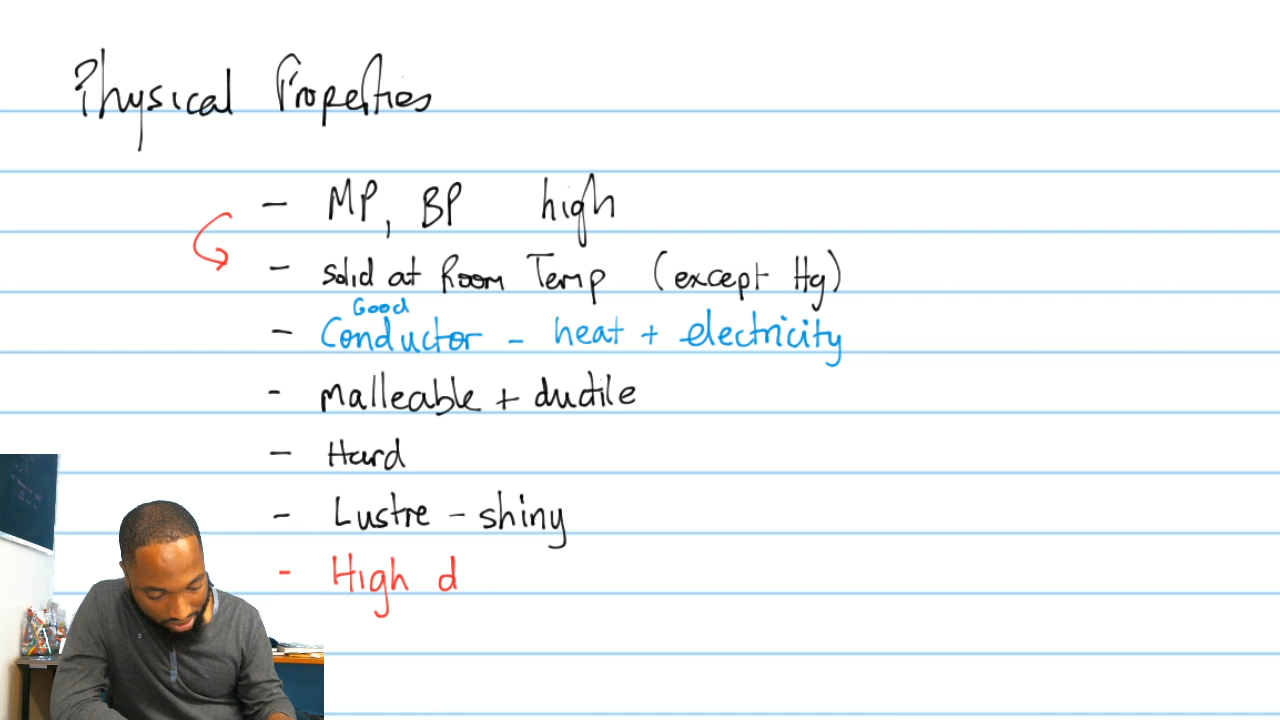 Physical Properties
- MP, BP high
- solid at Room Temp (except Hg)
Good
- Conductor - heat + electricity
- malleable + ductile
- Hard
- Lustre - shiny
- High d